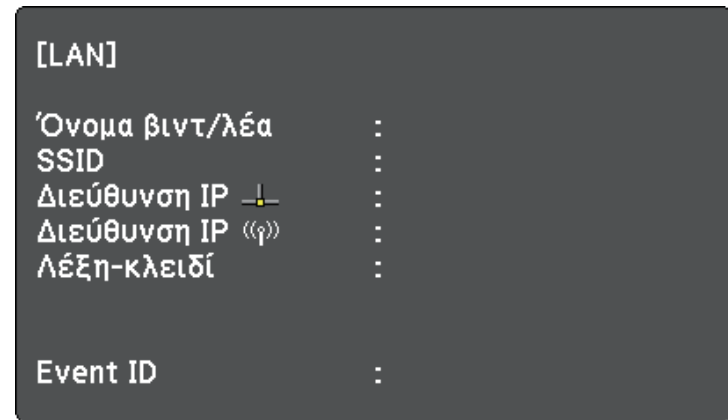 [LAN]
Όνομα βιντ/λέα :
SSID :
Διεύθυνση IP :
Διεύθυνση IP :
Λέξη-κλειδί :
Event ID :